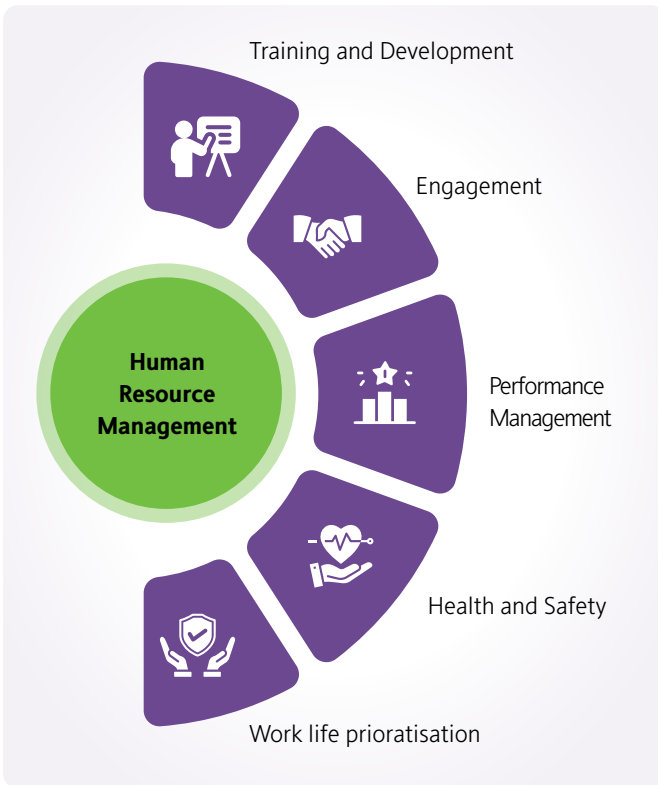 Training and Development
Engagement
Human
Resource
Management
Performance
Management
Health and Safety
Work life prioratisation